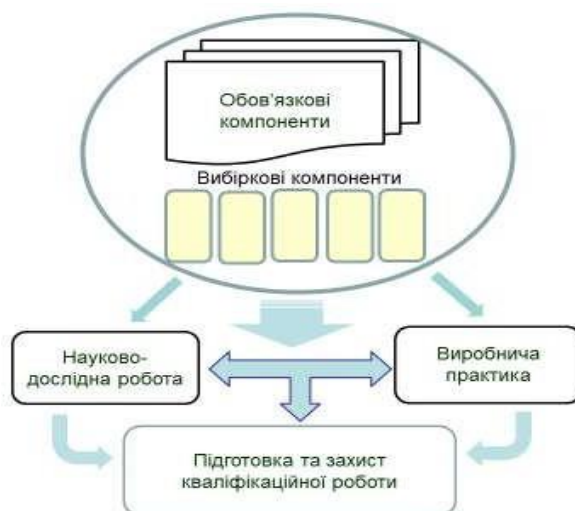 Обов’язкові
компоненти
Вибіркові компоненти
Науково-
дослідна робота
Виробнича
практика
Підготовка та захист
кваліфікаційної роботи